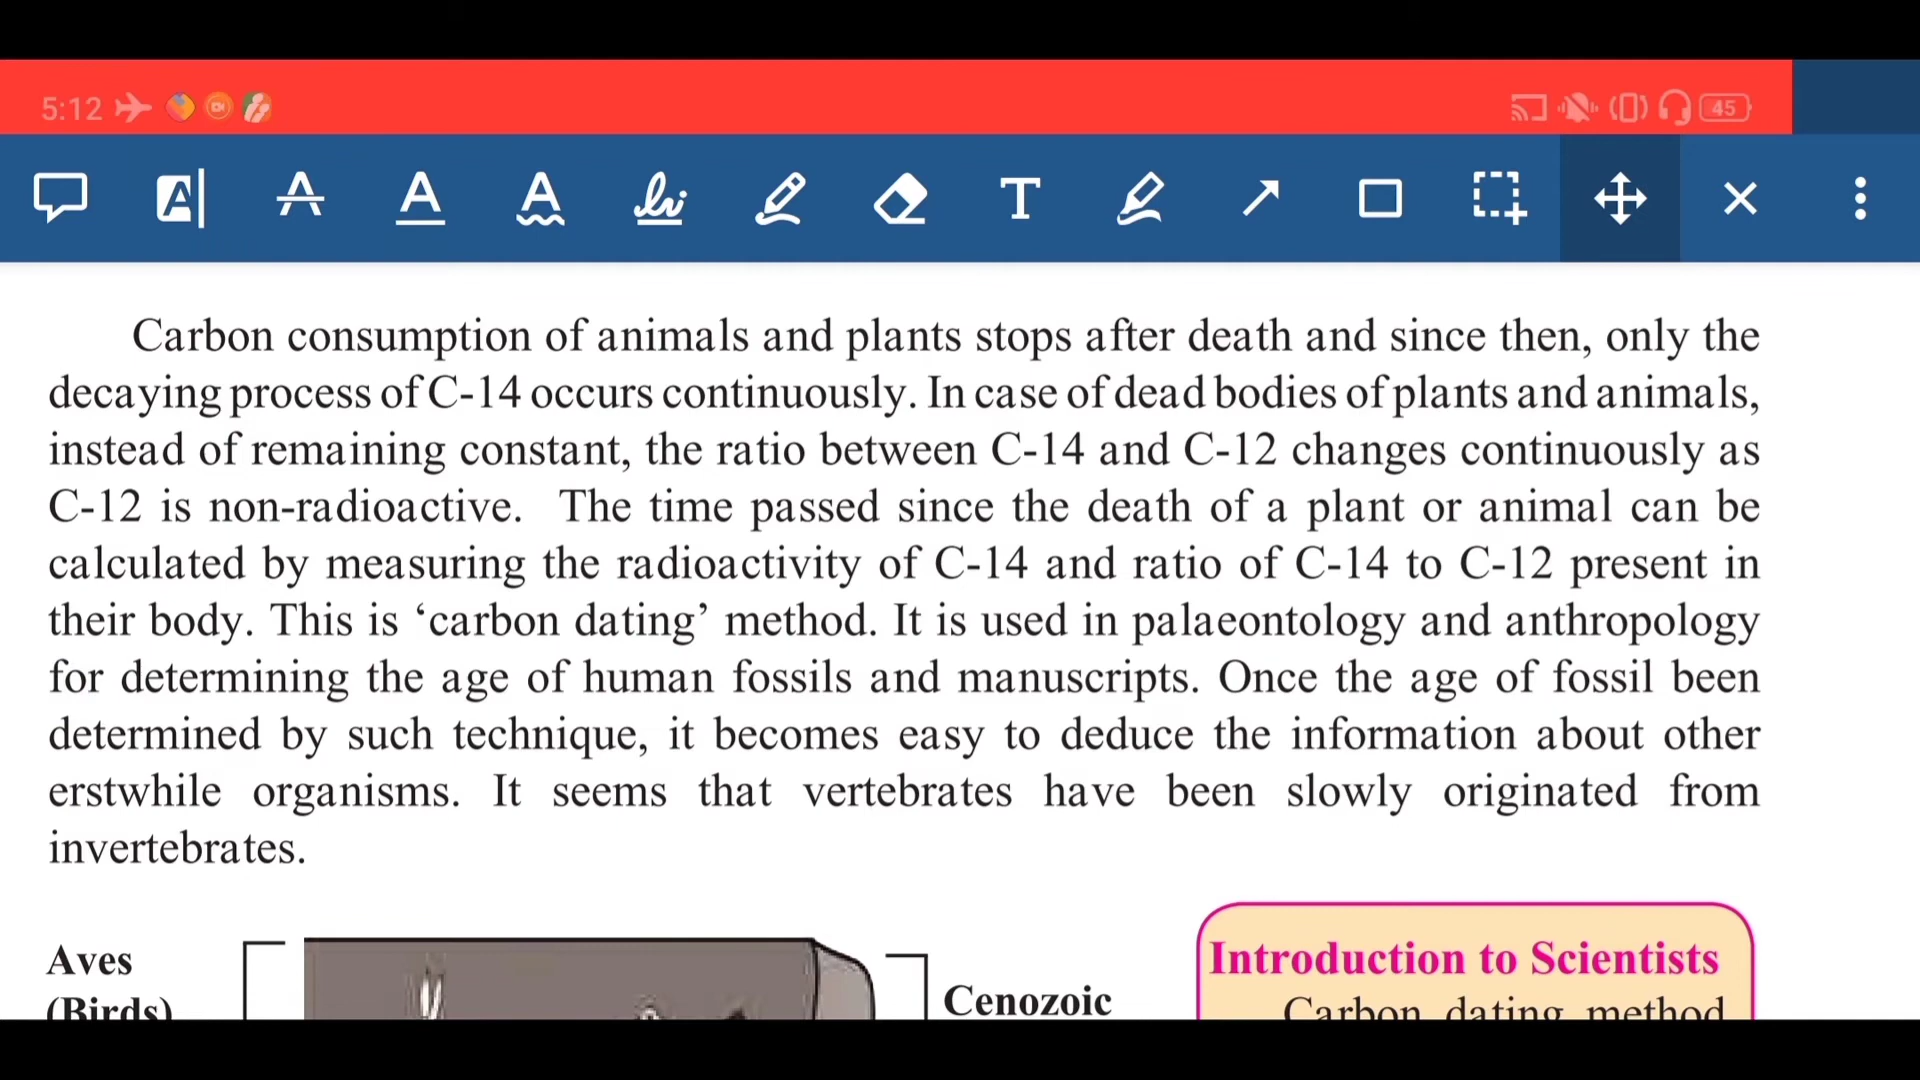 5:12
45
T
Carbon consumption of animals and plants stops after death and since then, only the
decaying process of C-14 occurs continuously. In case of dead bodies of plants and animals,
instead of remaining constant, the ratio between C-14 and C-12 changes continuously as
C-12 is non-radioactive. The time passed since the death of a plant or animal can be
calculated by measuring the radioactivity of C-14 and ratio of C-14 to C-12 present in
their body. This is ‘carbon dating’ method. It is used in palaeontology and anthropology
for determining the age of human fossils and manuscripts. Once the age of fossil been
determined by such technique, it becomes easy to deduce the information about other
erstwhile organisms. It seems that vertebrates have been slowly originated from
invertebrates.
Aves
(Birds)
Cenozoic
Introduction to Scientists
Carbon dating method